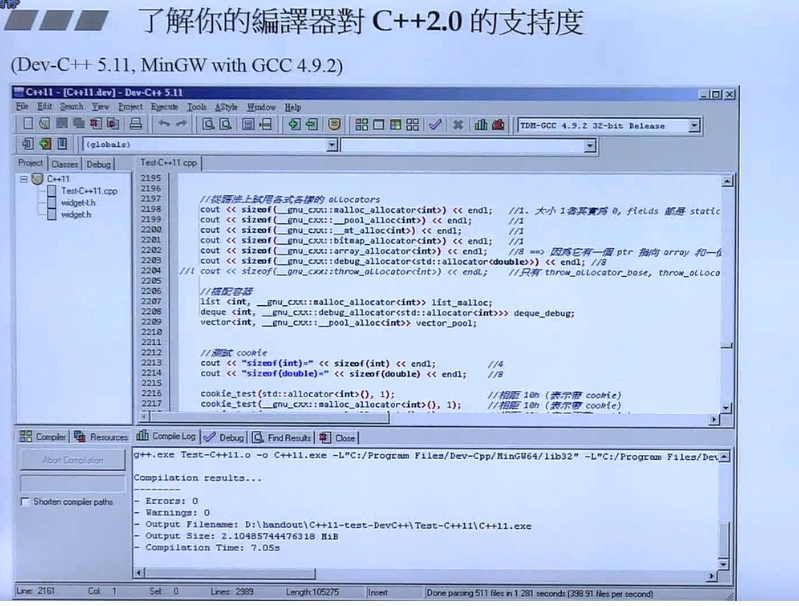 了解你的編譯器對 C++2.0 的支持度
(Dev-C++ 5.11, MinGW with GCC 4.9.2)
C++11 - [C++11.dev] - Dev-C++ 5.11
File Edit Search View Project Execute Tools AStyle Window Help
TDM-GCC 4.9.2 32-bit Release
(globals)
Project Classes Debug Test-C++11.cpp
C++11
Test-C++11.cpp
widget-t.h
widget.h
2195
2196
2197 //從語法上試用各式各樣的 allocators
2198 cout << sizeof(__gnu_cxx::malloc_allocator<int>) << endl; //1. 大小 1者其實為 0, fields 都是 static
2199 cout << sizeof(__gnu_cxx::__pool_alloc<int>) << endl; //1
2200 cout << sizeof(__gnu_cxx::__mt_alloc<int>) << endl; //1
2201 cout << sizeof(__gnu_cxx::bitmap_allocator<int>) << endl; //1
2202 cout << sizeof(__gnu_cxx::array_allocator<int>) << endl; //8 ==> 因為它有一個 ptr 指向 array 和一個
2203 cout << sizeof(__gnu_cxx::debug_allocator<std::allocator<double>>) << endl; //8
2204 //! cout << sizeof(__gnu_cxx::throw_allocator<int>) << endl; //只有 throw_allocator_base, throw_alloca
2205
2206 //搭配容器
2207 list <int, __gnu_cxx::malloc_allocator<int>> list_malloc;
2208 deque <int, __gnu_cxx::debug_allocator<std::allocator<int>>> deque_debug;
2209 vector<int, __gnu_cxx::__pool_alloc<int>> vector_pool;
2210
2211
2212 //測試 cookie
2213 cout << "sizeof(int)=" << sizeof(int) << endl; //4
2214 cout << "sizeof(double)=" << sizeof(double) << endl; //8
2215
2216 cookie_test(std::allocator<int>(), 1); //相距 10h (表示帶 cookie)
2217 cookie_test(__gnu_cxx::malloc_allocator<int>(), 1); //相距 10h (表示帶 cookie)
Compiler Resources Compile Log Debug Find Results Close
Abort Compilation
Shorten compiler paths
g++.exe Test-C++11.o -o C++11.exe -L"C:/Program Files/Dev-Cpp/MinGW64/lib32" -L"C:/Program Files/Dev
Compilation results...
--------
- Errors: 0
- Warnings: 0
- Output Filename: D:\handout\C++11-test-DevC++\Test-C++11\C++11.exe
- Output Size: 2.10485744476318 MiB
- Compilation Time: 7.05s
Line: 2161 Col: 1 Sel: 0 Lines: 2989 Length:105275 Insert Done parsing 511 files in 1.281 seconds (398.91 files per second)